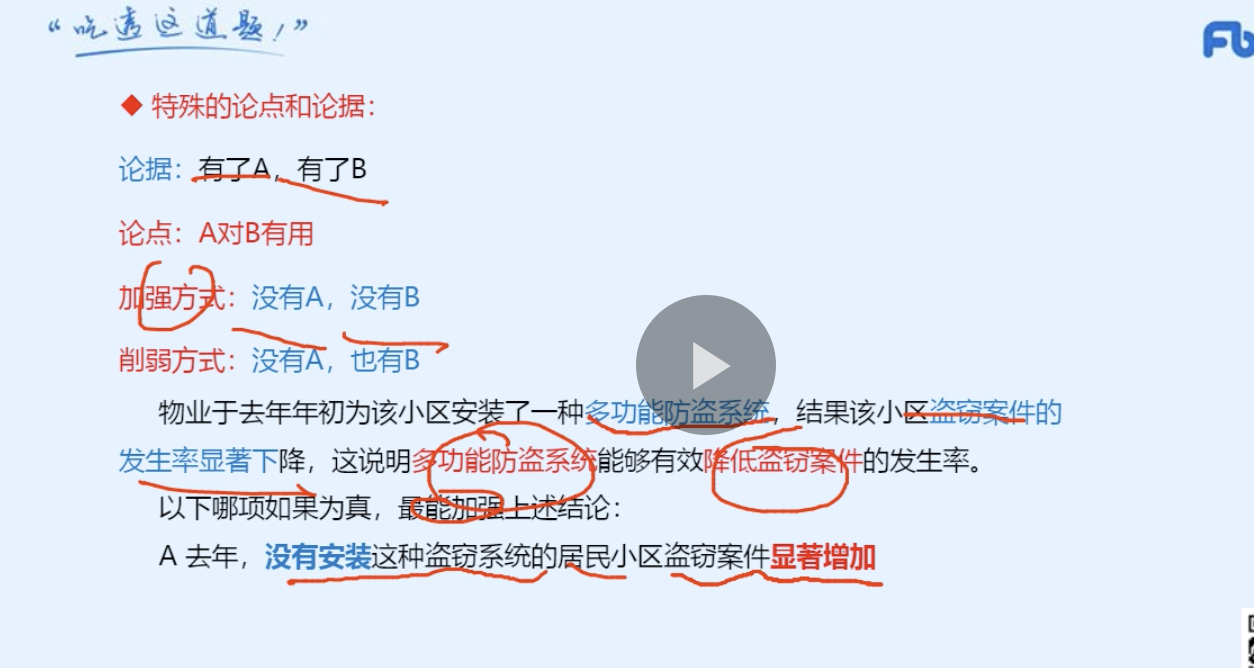 “吃透这道题！”
Fb
◆ 特殊的论点和论据：
论据：有了A，有了B
论点：A对B有用
加强方式：没有A，没有B
削弱方式：没有A，也有B
物业于去年年初为该小区安装了一种多功能防盗系统，结果该小区盗窃案件的
发生率显著下降，这说明多功能防盗系统能够有效降低盗窃案件的发生率。
以下哪项如果为真，最能加强上述结论：
A 去年，没有安装这种盗窃系统的居民小区盗窃案件显著增加